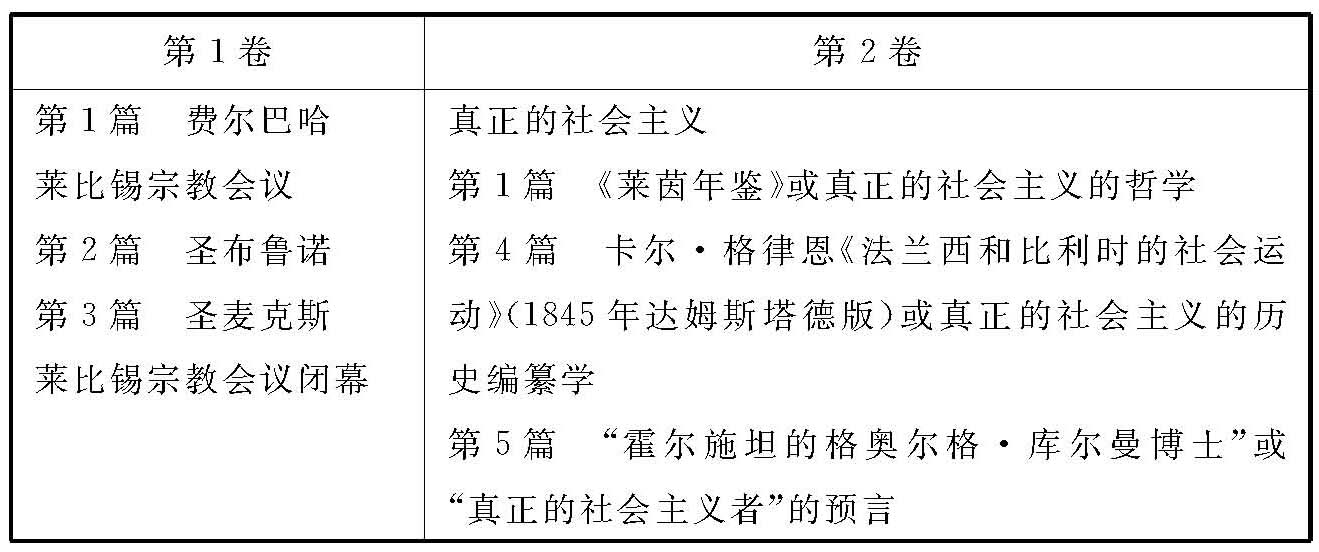 第1卷
第2卷
第1篇 费尔巴哈
莱比锡宗教会议
第2篇 圣布鲁诺
第3篇 圣麦克斯
莱比锡宗教会议闭幕
真正的社会主义
第1篇 《莱茵年鉴》或真正的社会主义的哲学
第4篇 卡尔·格律恩《法兰西和比利时的社会运
动》(1845年达姆斯塔德版)或真正的社会主义的历
史编纂学
第5篇 “霍尔施坦的格奥尔格·库尔曼博士”或
“真正的社会主义者”的预言